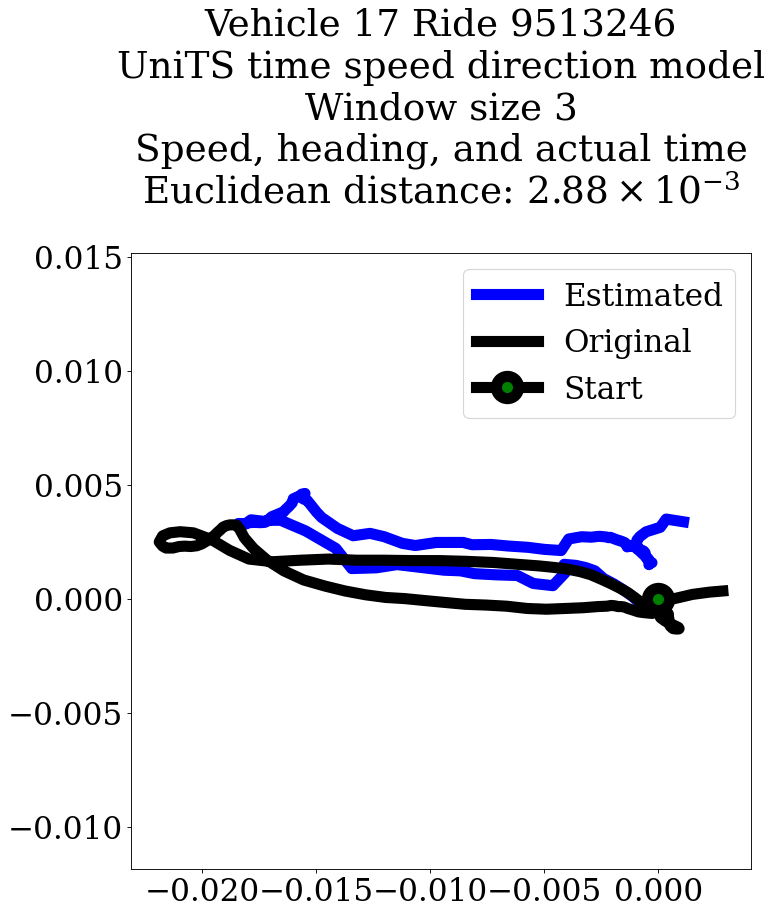 Vehicle 17 Ride 9513246
UniTS time speed direction model
Window size 3
Speed, heading, and actual time
Euclidean distance: 2.88 × 10⁻³
0.015
0.010
0.005
0.000
−0.005
−0.010
−0.020 −0.015 −0.010 −0.005 0.000
Estimated
Original
Start